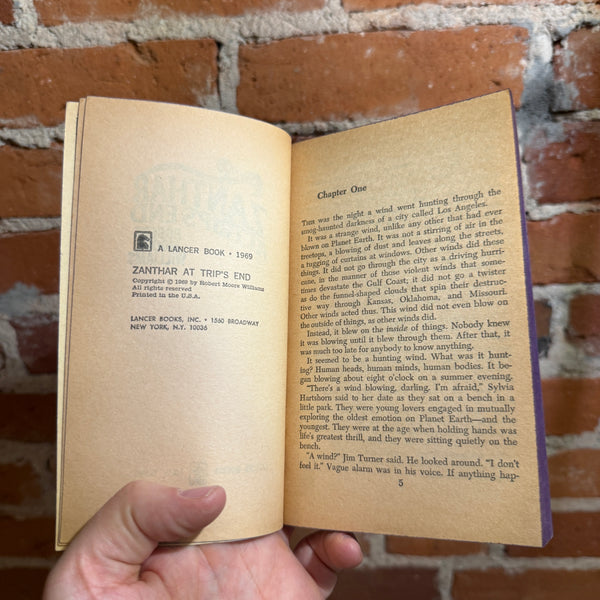 A LANCER BOOK • 1969
ZANTHAR AT TRIP'S END
Copyright © 1969 by Robert Moore Williams
All rights reserved
Printed in the U.S.A.
LANCER BOOKS, INC. • 1560 BROADWAY
NEW YORK, N.Y. 10036
Chapter One
THIS was the night a wind went hunting through the
smog-haunted darkness of a city called Los Angeles.
It was a strange wind, unlike any other that had ever
blown on Planet Earth. It was not a stirring of air in the
treetops, a blowing of dust and leaves along the streets,
a tugging of curtains at windows. Other winds did these
things. It did not go through the city as a driving hurri-
cane, in the manner of those violent winds that some-
times devastate the Gulf Coast; it did not go a twister
as do the funnel-shaped clouds that spin their destruc-
tive way through Kansas, Oklahoma, and Missouri.
Other winds acted thus. This wind did not even blow on
the outside of things, as other winds did.
Instead, it blew on the inside of things. Nobody knew
it was blowing until it blew through them. After that, it
was much too late for anybody to know anything.
It seemed to be a hunting wind. What was it hunt-
ing? Human heads, human minds, human bodies. It be-
gan blowing about eight o'clock on a summer evening.
"There's a wind blowing, darling. I'm afraid," Sylvia
Hartshorn said to her date as they sat on a bench in a
little park. They were young lovers engaged in mutually
exploring the oldest emotion on Planet Earth—and the
youngest. They were at the age when holding hands was
life's greatest thrill, and they were sitting quietly on the
bench.
"A wind?" Jim Turner said. He looked around. "I don't
feel it." Vague alarm was in his voice. If anything hap-
5